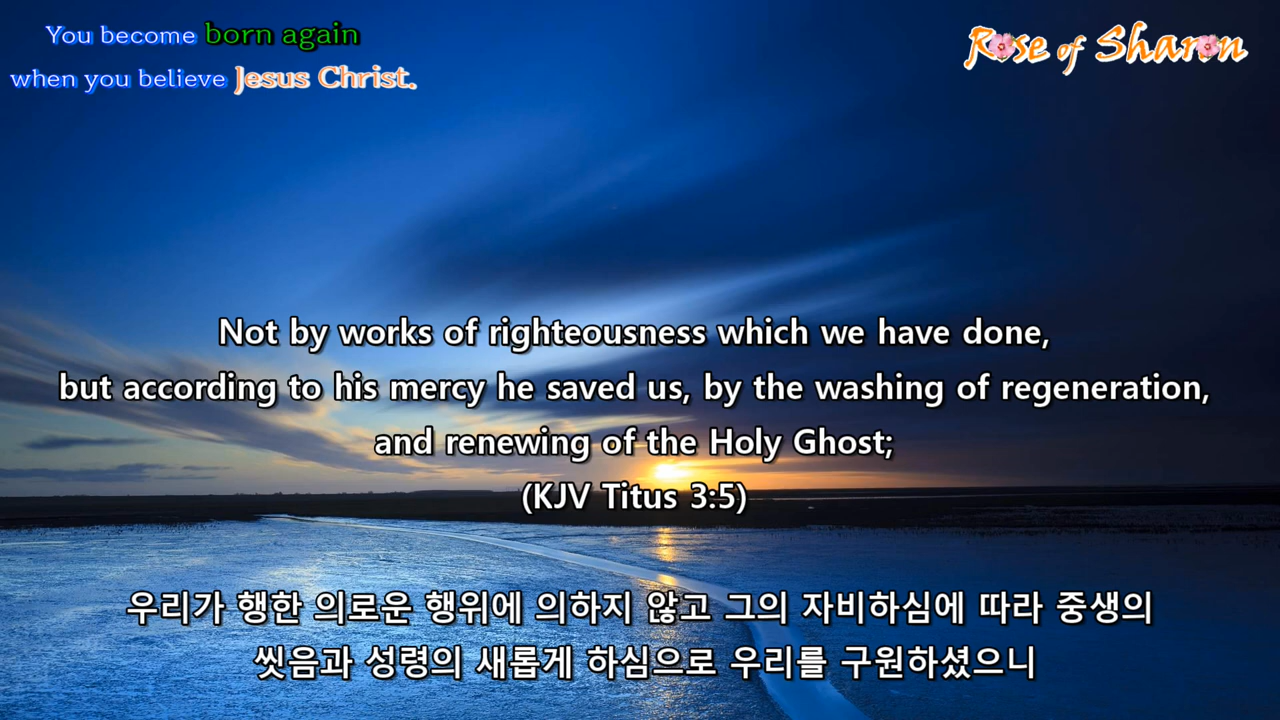 You become born again
when you believe Jesus Christ.
Rose of Sharon
Not by works of righteousness which we have done,
but according to his mercy he saved us, by the washing of regeneration,
and renewing of the Holy Ghost;
(KJV Titus 3:5)
우리가 행한 의로운 행위에 의하지 않고 그의 자비하심에 따라 중생의
씻음과 성령의 새롭게 하심으로 우리를 구원하셨으니